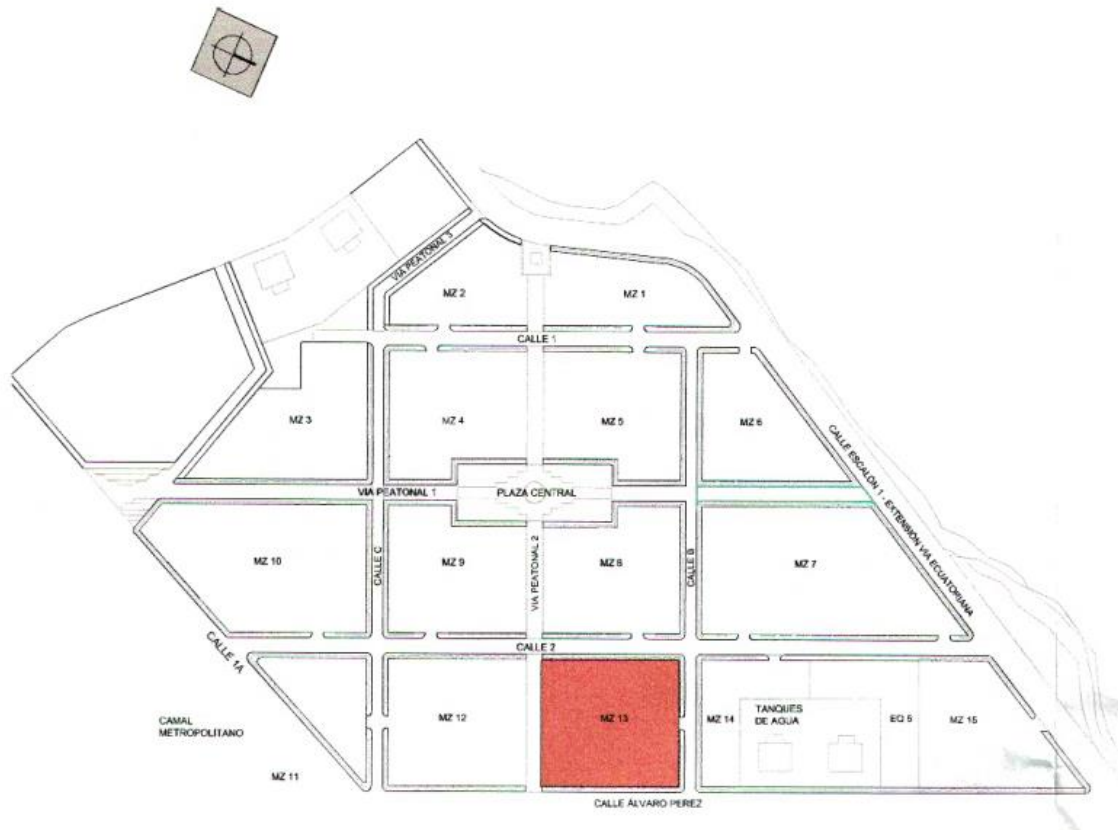 VIA PEATONAL 3
MZ 2
MZ 1
CALLE 1
MZ 3
MZ 4
MZ 5
MZ 6
CALLE ESCALON 1 - EXTENSIÓN VIA ECUATORIANA
VIA PEATONAL 1
PLAZA CENTRAL
MZ 10
CALLE C
MZ 9
VIA PEATONAL 2
MZ 8
CALLE B
MZ 7
CALLE 2
CALLE 1A
CAMAL
METROPOLITANO
MZ 11
MZ 12
MZ 13
MZ 14
TANQUES
DE AGUA
EQ 5
MZ 15
CALLE ÁLVARO PEREZ